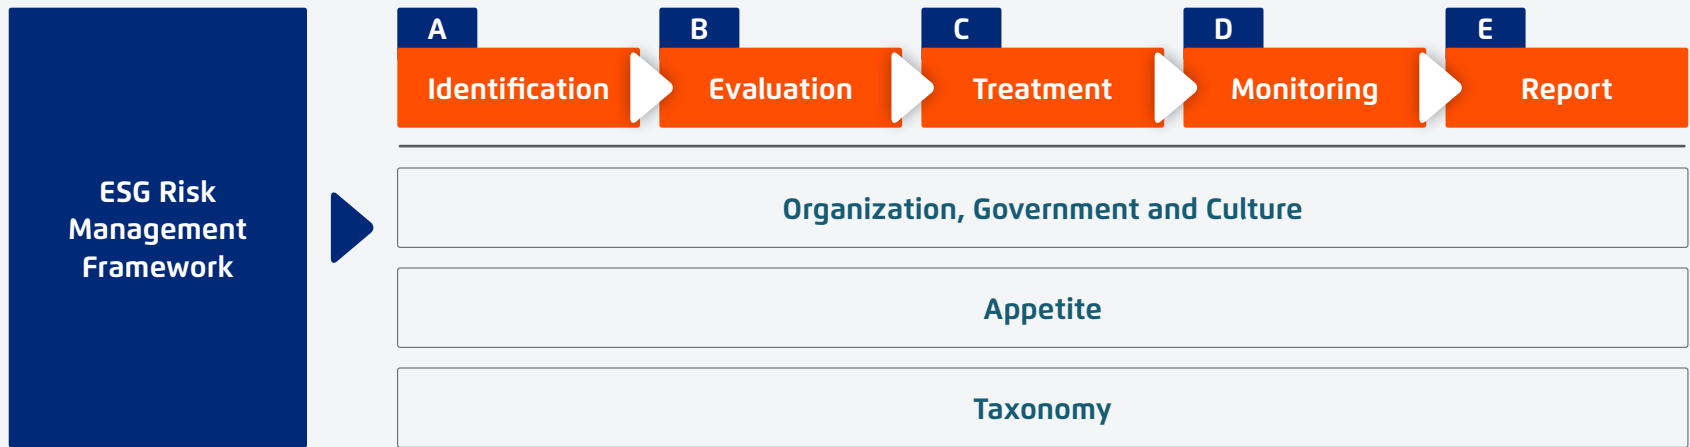 ESG Risk
Management
Framework
A
Identification
B
Evaluation
C
Treatment
D
Monitoring
E
Report
Organization, Government and Culture
Appetite
Taxonomy